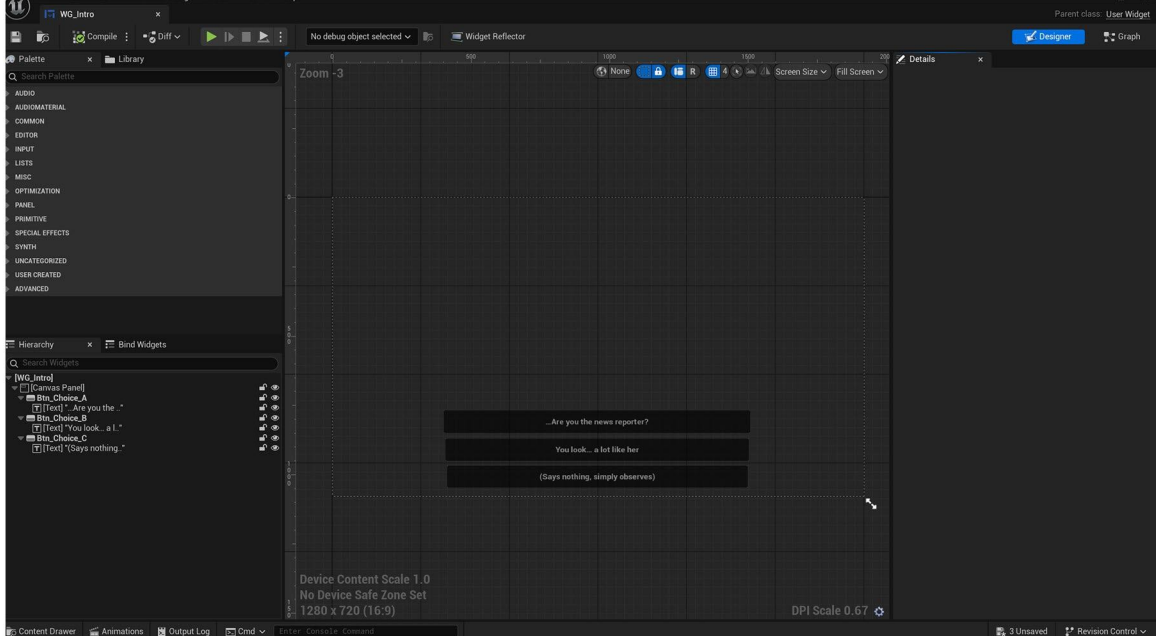 WG_Intro
Parent class: User Widget
Compile
Diff
No debug object selected
Widget Reflector
Designer
Graph
Palette
Library
Search Palette
AUDIO
AUDIOMATERIAL
COMMON
EDITOR
INPUT
LISTS
MISC
OPTIMIZATION
PANEL
PRIMITIVE
SPECIAL EFFECTS
SYNTH
UNCATEGORIZED
USER CREATED
ADVANCED
Hierarchy
Bind Widgets
Search Widgets
[WG_Intro]
[Canvas Panel]
Btn_Choice_A
[Text] "...Are you the .."
Btn_Choice_B
[Text] "You look... a l.."
Btn_Choice_C
[Text] "(Says nothing.."
0 500 1000 1500 200
Zoom -3
None
R
4
Screen Size
Fill Screen
0
500
1000
...Are you the news reporter?
You look... a lot like her
(Says nothing, simply observes)
Device Content Scale 1.0
No Device Safe Zone Set
1280 x 720 (16:9)
DPI Scale 0.67
Details
Content Drawer
Animations
Output Log
Cmd
Enter Console Command
3 Unsaved
Revision Control